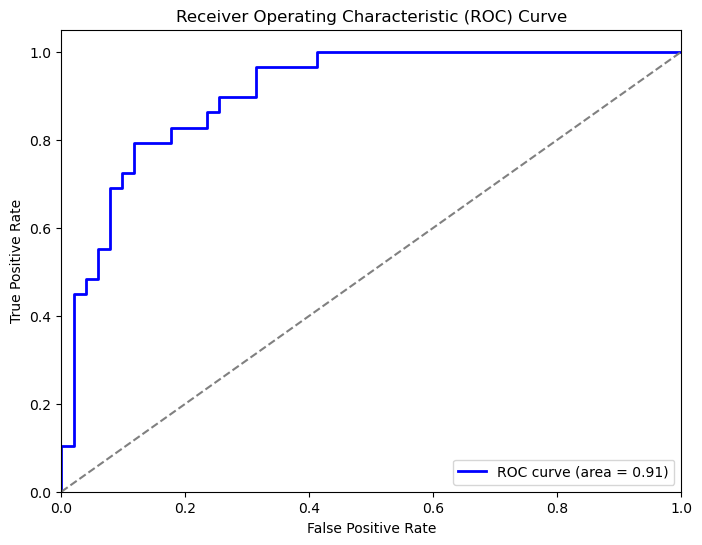 Receiver Operating Characteristic (ROC) Curve
1.0
0.8
0.6
0.4
0.2
0.0
True Positive Rate
ROC curve (area = 0.91)
0.0 0.2 0.4 0.6 0.8 1.0
False Positive Rate